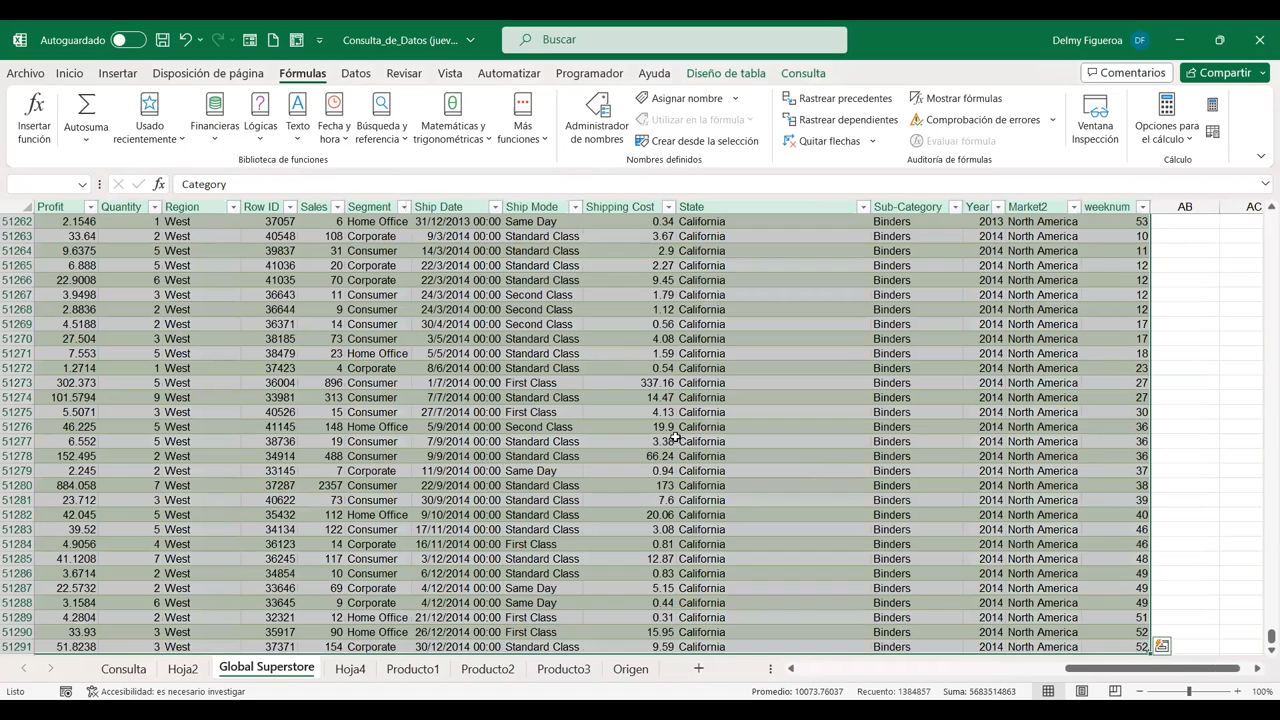 Autoguardado Consulta_de_Datos (juev... Buscar Delmy Figueroa DF
Archivo Inicio Insertar Disposición de página Fórmulas Datos Revisar Vista Automatizar Programador Ayuda Diseño de tabla Consulta Comentarios Compartir
Insertar función Autosuma Usado recientemente Financieras Lógicas Texto Fecha y hora Búsqueda y referencia Matemáticas y trigonométricas Más funciones Administrador de nombres Asignar nombre Rastrear precedentes Mostrar fórmulas Ventana Inspección Opciones para el cálculo
Utilizar en la fórmula Rastrear dependientes Comprobación de errores
Crear desde la selección Quitar flechas Evaluar fórmula
Biblioteca de funciones Nombres definidos Auditoría de fórmulas Cálculo
fx Category
Profit Quantity Region Row ID Sales Segment Ship Date Ship Mode Shipping Cost State Sub-Category Year Market2 weeknum AB AC
51262 2.1546 1 West 37057 6 Home Office 31/12/2013 00:00 Same Day 0.34 California Binders 2013 North America 53
51263 33.64 2 West 40548 108 Corporate 9/3/2014 00:00 Standard Class 3.67 California Binders 2014 North America 10
51264 9.6375 5 West 39837 31 Consumer 14/3/2014 00:00 Standard Class 2.9 California Binders 2014 North America 11
51265 6.888 5 West 41036 20 Corporate 22/3/2014 00:00 Standard Class 2.27 California Binders 2014 North America 12
51266 22.9008 6 West 41035 70 Corporate 22/3/2014 00:00 Standard Class 9.45 California Binders 2014 North America 12
51267 3.9498 3 West 36643 11 Consumer 24/3/2014 00:00 Second Class 1.79 California Binders 2014 North America 12
51268 2.8836 3 West 36644 9 Consumer 24/3/2014 00:00 Second Class 1.12 California Binders 2014 North America 12
51269 4.5188 2 West 36371 14 Consumer 30/4/2014 00:00 Second Class 0.56 California Binders 2014 North America 17
51270 27.504 3 West 38185 73 Consumer 3/5/2014 00:00 Standard Class 4.08 California Binders 2014 North America 17
51271 7.553 5 West 38479 23 Home Office 5/5/2014 00:00 Standard Class 1.59 California Binders 2014 North America 18
51272 1.2714 1 West 37423 4 Corporate 8/6/2014 00:00 Standard Class 0.54 California Binders 2014 North America 23
51273 302.373 5 West 36004 896 Consumer 1/7/2014 00:00 First Class 337.16 California Binders 2014 North America 27
51274 101.5794 9 West 33981 313 Consumer 7/7/2014 00:00 Standard Class 14.47 California Binders 2014 North America 27
51275 5.5071 3 West 40526 15 Consumer 27/7/2014 00:00 First Class 4.13 California Binders 2014 North America 30
51276 46.225 5 West 41145 148 Home Office 5/9/2014 00:00 Second Class 19.9 California Binders 2014 North America 36
51277 6.552 5 West 38736 19 Consumer 7/9/2014 00:00 Standard Class 3.38 California Binders 2014 North America 36
51278 152.495 5 West 34914 488 Consumer 9/9/2014 00:00 Standard Class 66.24 California Binders 2014 North America 36
51279 2.245 1 West 33145 7 Corporate 11/9/2014 00:00 Same Day 0.94 California Binders 2014 North America 37
51280 884.058 7 West 37287 2357 Consumer 22/9/2014 00:00 Standard Class 173 California Binders 2014 North America 38
51281 23.712 3 West 40622 73 Consumer 30/9/2014 00:00 Standard Class 7.6 California Binders 2014 North America 39
51282 42.045 5 West 35432 112 Home Office 9/10/2014 00:00 Standard Class 20.06 California Binders 2014 North America 40
51283 39.52 5 West 34134 122 Consumer 17/11/2014 00:00 Standard Class 3.08 California Binders 2014 North America 46
51284 4.9056 4 West 36123 14 Corporate 16/11/2014 00:00 First Class 0.81 California Binders 2014 North America 46
51285 41.1208 7 West 36245 117 Consumer 3/12/2014 00:00 Standard Class 12.87 California Binders 2014 North America 48
51286 3.6714 2 West 34854 10 Consumer 6/12/2014 00:00 Standard Class 0.83 California Binders 2014 North America 49
51287 22.5732 2 West 33646 69 Corporate 4/12/2014 00:00 Same Day 5.15 California Binders 2014 North America 49
51288 3.1584 6 West 33645 9 Corporate 4/12/2014 00:00 Same Day 0.44 California Binders 2014 North America 49
51289 4.2804 2 West 32321 12 Home Office 21/12/2014 00:00 First Class 0.31 California Binders 2014 North America 51
51290 33.93 3 West 35917 90 Home Office 26/12/2014 00:00 First Class 15.95 California Binders 2014 North America 52
51291 51.8238 3 West 37371 154 Corporate 30/12/2014 00:00 Standard Class 9.59 California Binders 2014 North America 52
Consulta Hoja2 Global Superstore Hoja4 Producto1 Producto2 Producto3 Origen
Listo Accesibilidad: es necesario investigar Promedio: 10073.76037 Recuento: 1384857 Suma: 5683514863 100%